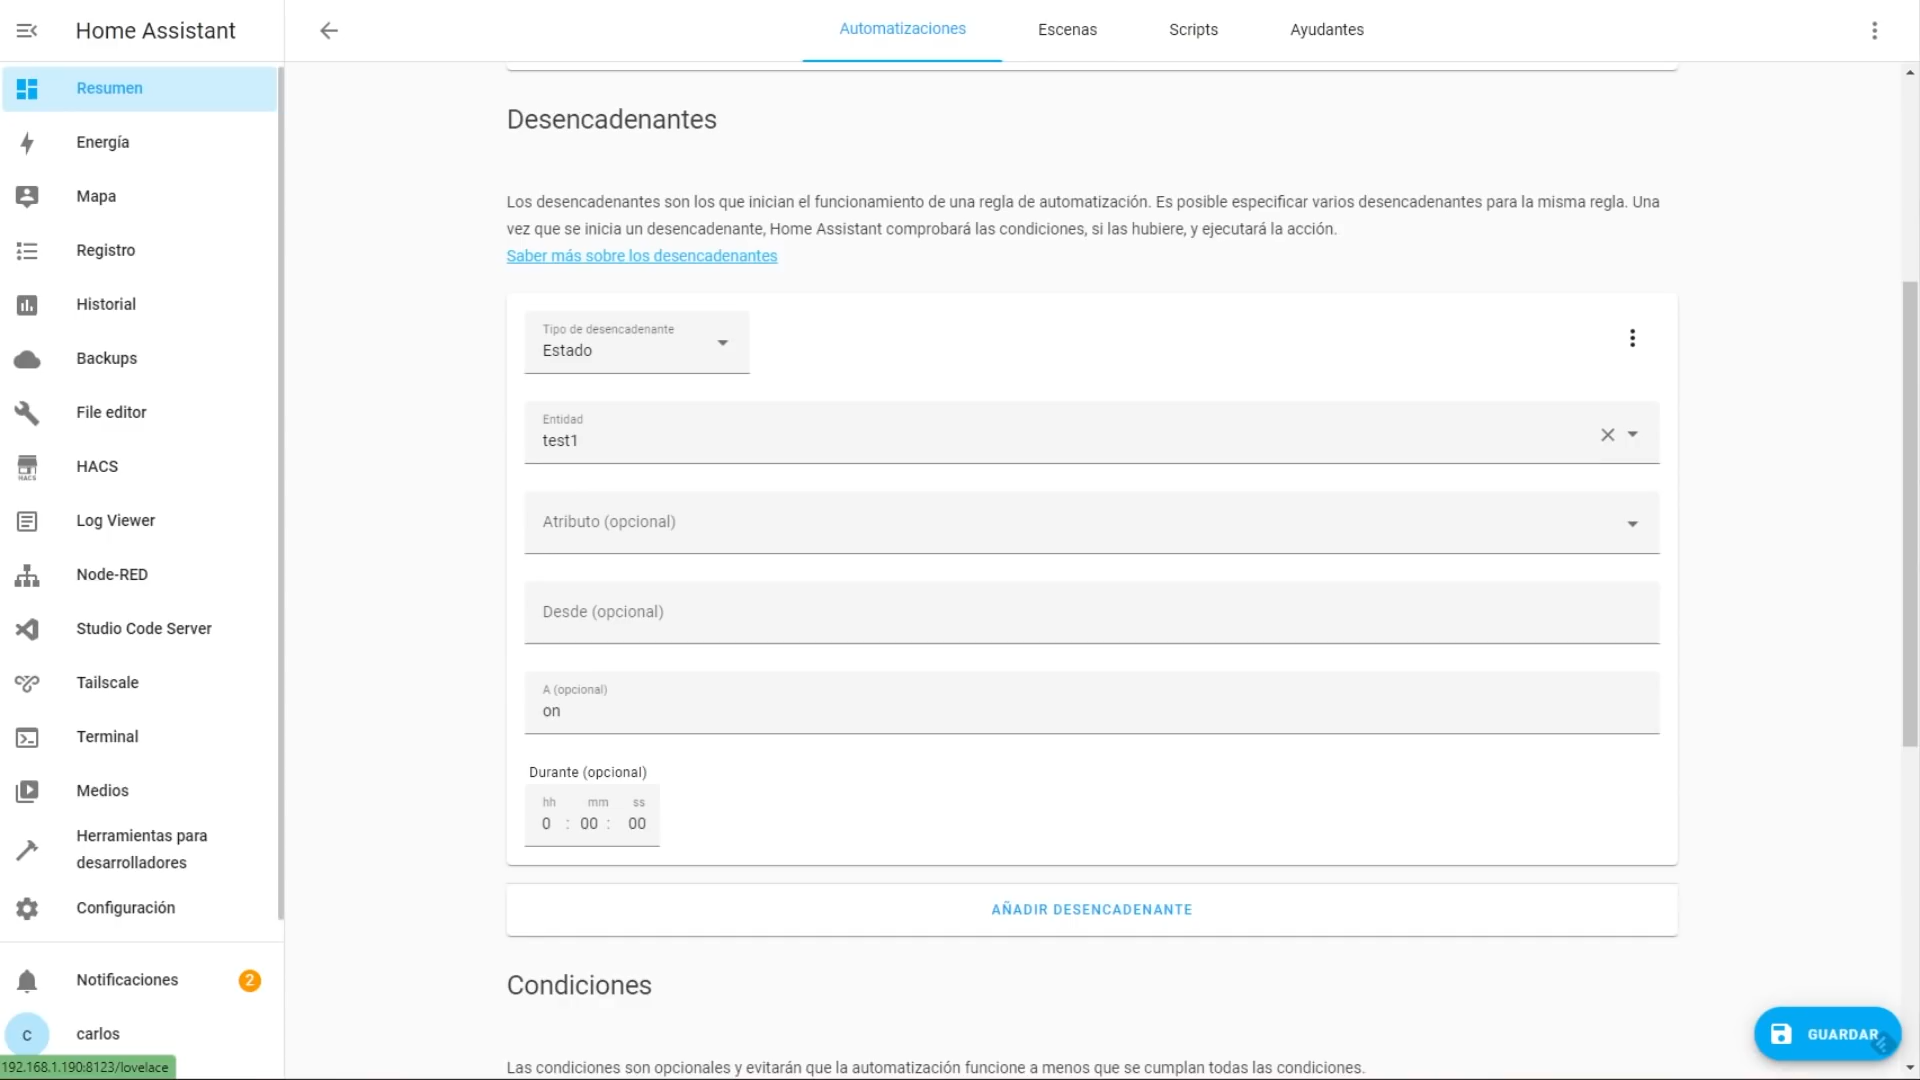 Home Assistant
Automatizaciones
Escenas
Scripts
Ayudantes
Resumen
Energía
Mapa
Registro
Historial
Backups
File editor
HACS
HACS
Log Viewer
Node-RED
Studio Code Server
Tailscale
Terminal
Medios
Herramientas para
desarrolladores
Configuración
Notificaciones
2
C
carlos
192.168.1.190:8123/lovelace
Desencadenantes
Los desencadenantes son los que inician el funcionamiento de una regla de automatización. Es posible especificar varios desencadenantes para la misma regla. Una
vez que se inicia un desencadenante, Home Assistant comprobará las condiciones, si las hubiere, y ejecutará la acción.
Saber más sobre los desencadenantes
Tipo de desencadenante
Estado
Entidad
test1
Atributo (opcional)
Desde (opcional)
A (opcional)
on
Durante (opcional)
hh mm ss
0 : 00 : 00
AÑADIR DESENCADENANTE
Condiciones
Las condiciones son opcionales y evitarán que la automatización funcione a menos que se cumplan todas las condiciones.
GUARDAR